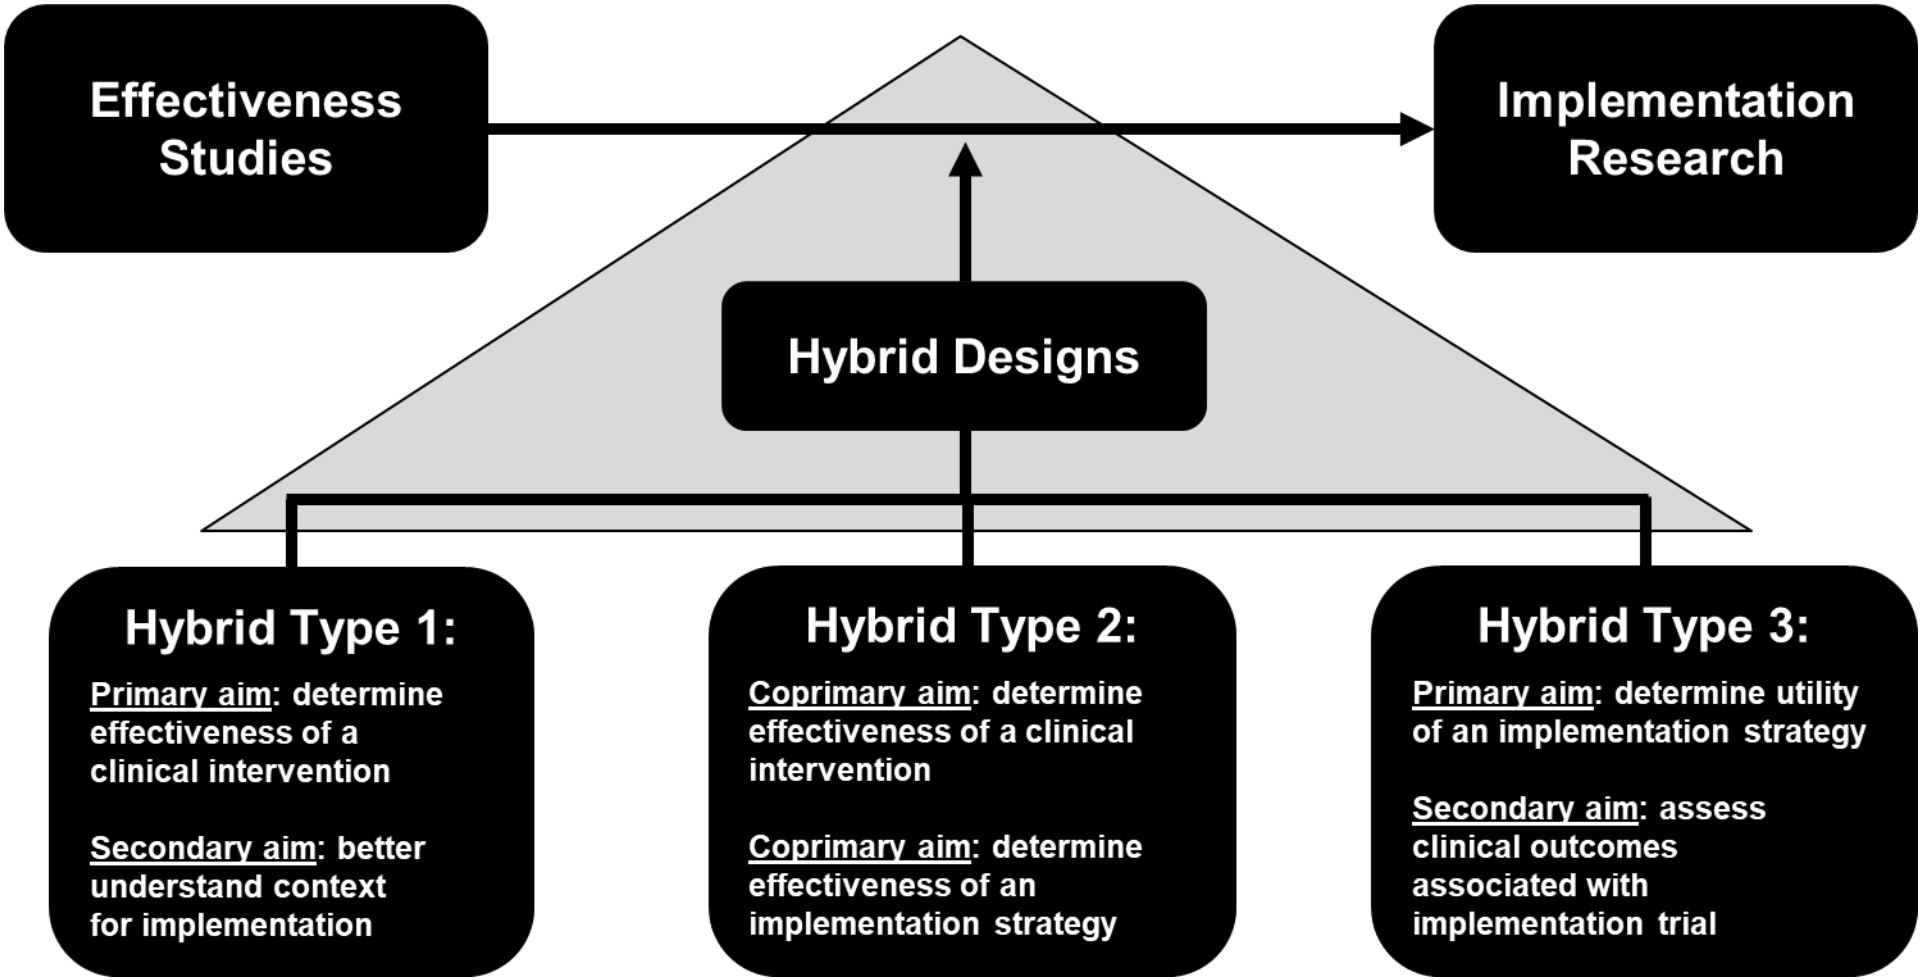 Effectiveness
Studies
Implementation
Research
Hybrid Designs
Hybrid Type 1:
Primary aim: determine
effectiveness of a
clinical intervention
Secondary aim: better
understand context
for implementation
Hybrid Type 2:
Coprimary aim: determine
effectiveness of a clinical
intervention
Coprimary aim: determine
effectiveness of an
implementation strategy
Hybrid Type 3:
Primary aim: determine utility
of an implementation strategy
Secondary aim: assess
clinical outcomes
associated with
implementation trial